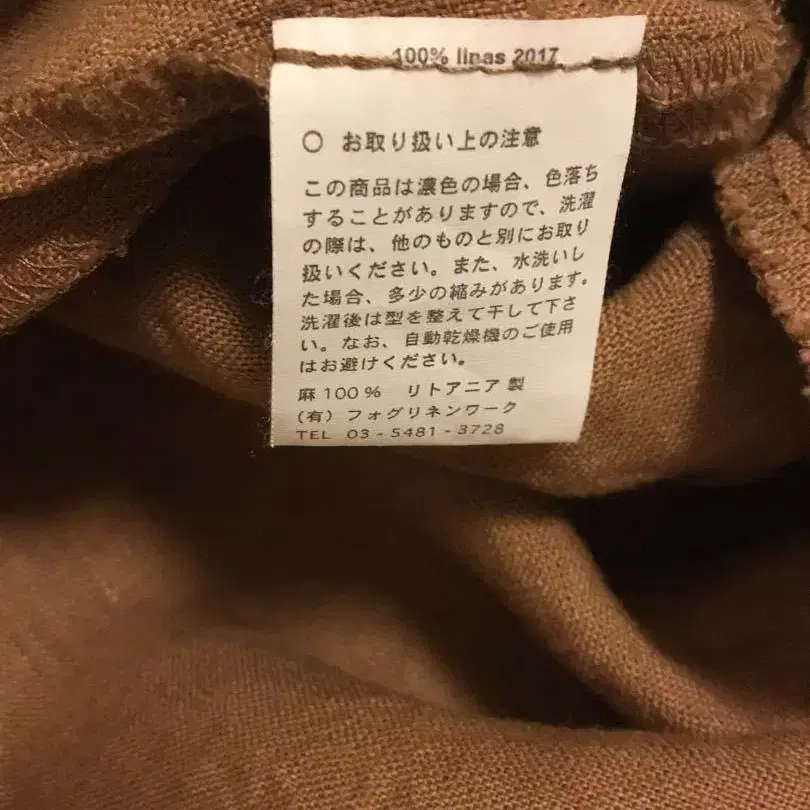 100% linas 2017
〇 お取り扱い上の注意
この商品は濃色の場合、色落ち
することがありますので、洗濯
の際は、他のものと別にお取り
扱いください。また、水洗いし
た場合、多少の縮みがあります。
洗濯後は型を整えて干して下さ
い。なお、自動乾燥機のご使用
はお避けください。
麻 100 % リトアニア 製
(有) フォグリネンワーク
TEL 03 - 5481 - 3728